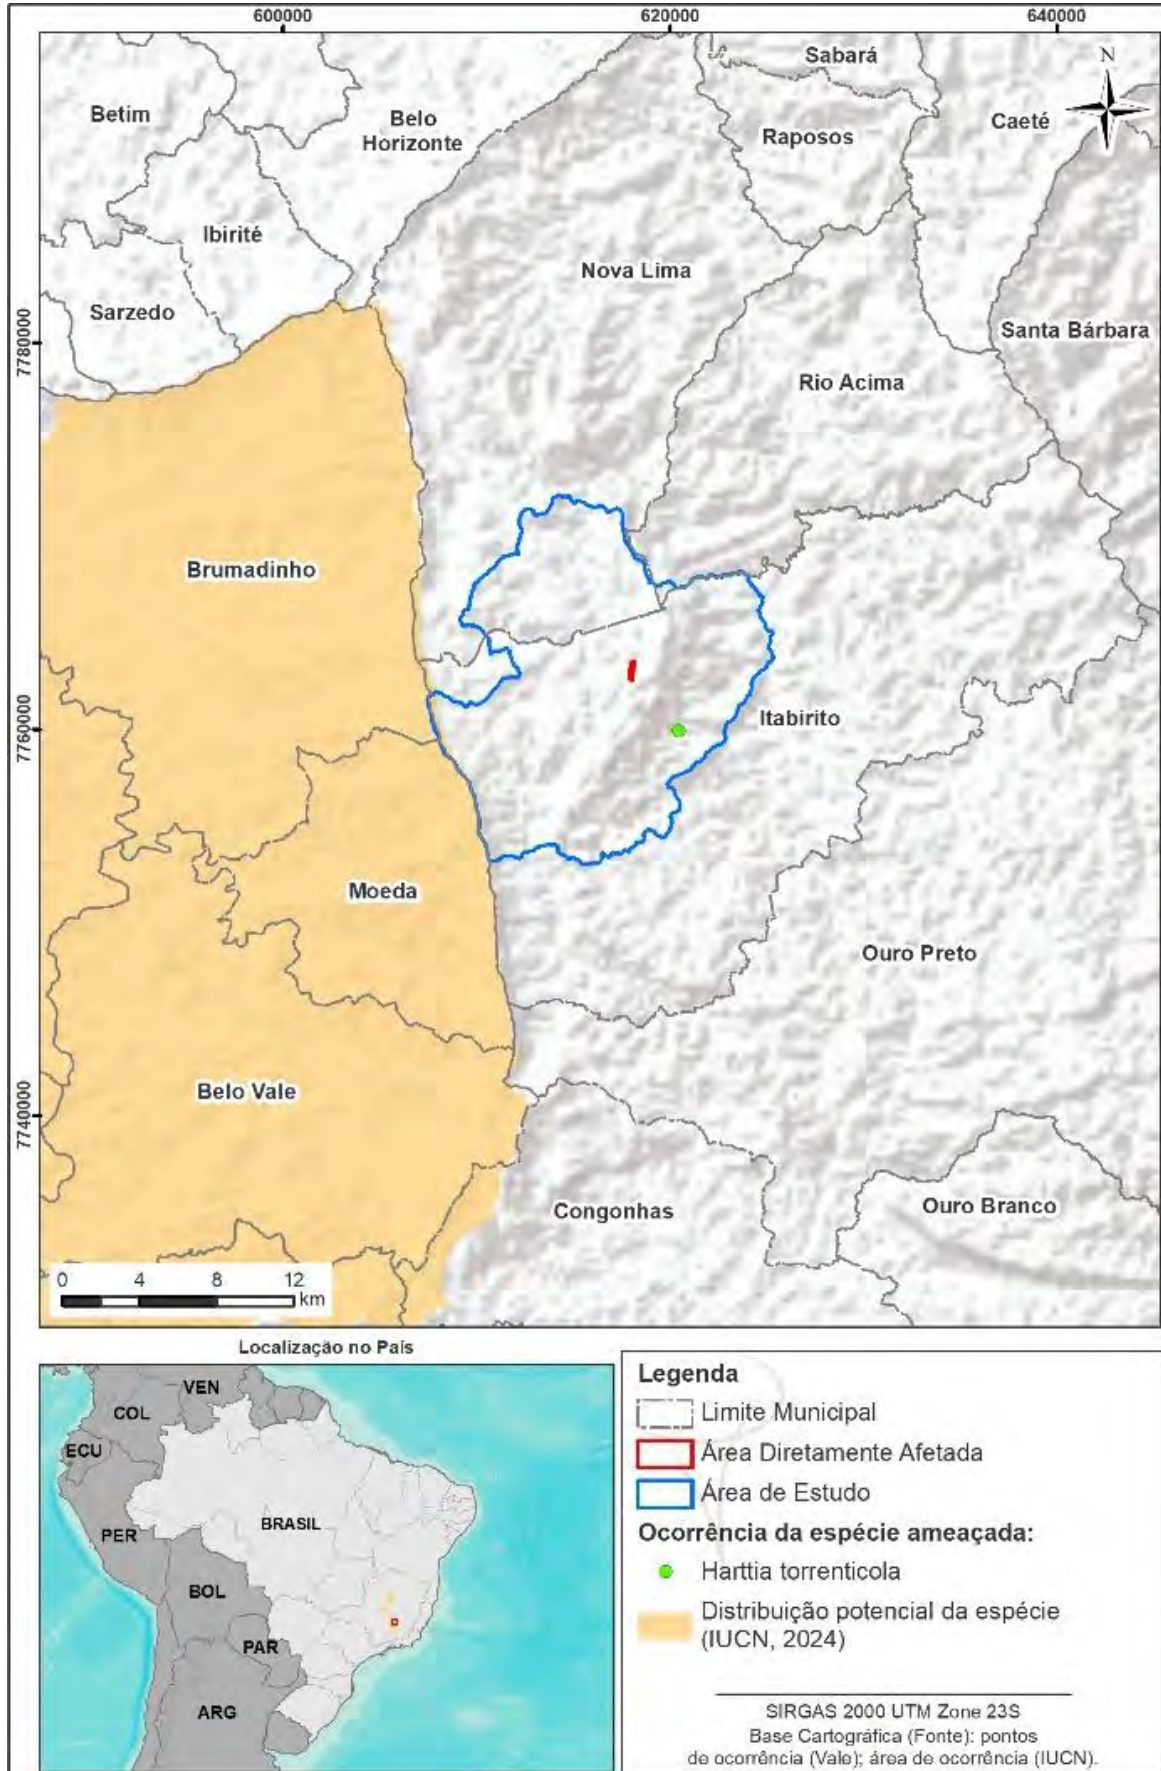 600000
620000
640000
Sabará
N
Betim
Belo
Horizonte
Raposos
Caeté
Ibirité
Nova Lima
Sarzedo
7780000
Santa Bárbara
Rio Acima
Brumadinho
Itabirito
7760000
Moeda
Ouro Preto
Belo Vale
7740000
Congonhas
Ouro Branco
0 4 8 12
km
Localização no País
VEN
COL
ECU
PER
BRASIL
BOL
PAR
ARG
Legenda
Limite Municipal
Área Diretamente Afetada
Área de Estudo
Ocorrência da espécie ameaçada:
Harttia torrenticola
Distribuição potencial da espécie
(IUCN, 2024)
SIRGAS 2000 UTM Zone 23S
Base Cartográfica (Fonte): pontos
de ocorrência (Vale); área de ocorrência (IUCN).